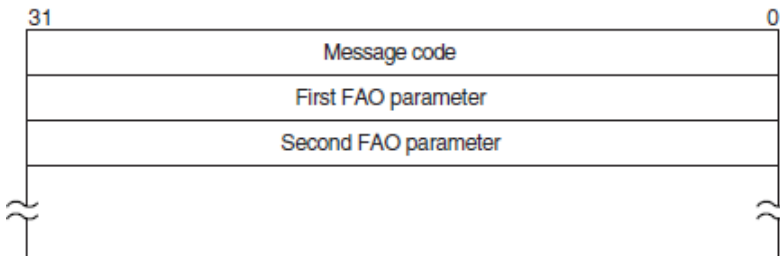 31 0
Message code
First FAO parameter
Second FAO parameter